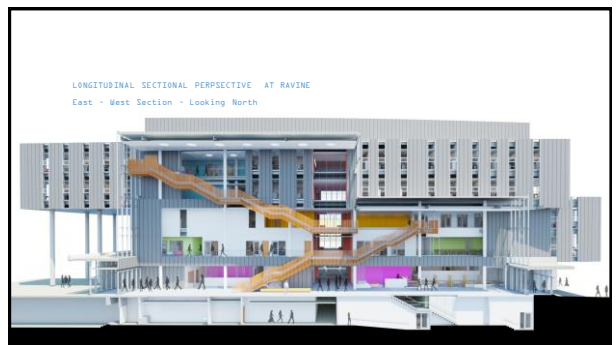 LONGITUDINAL SECTIONAL PERPSECTIVE AT RAVINE
East - West Section - Looking North